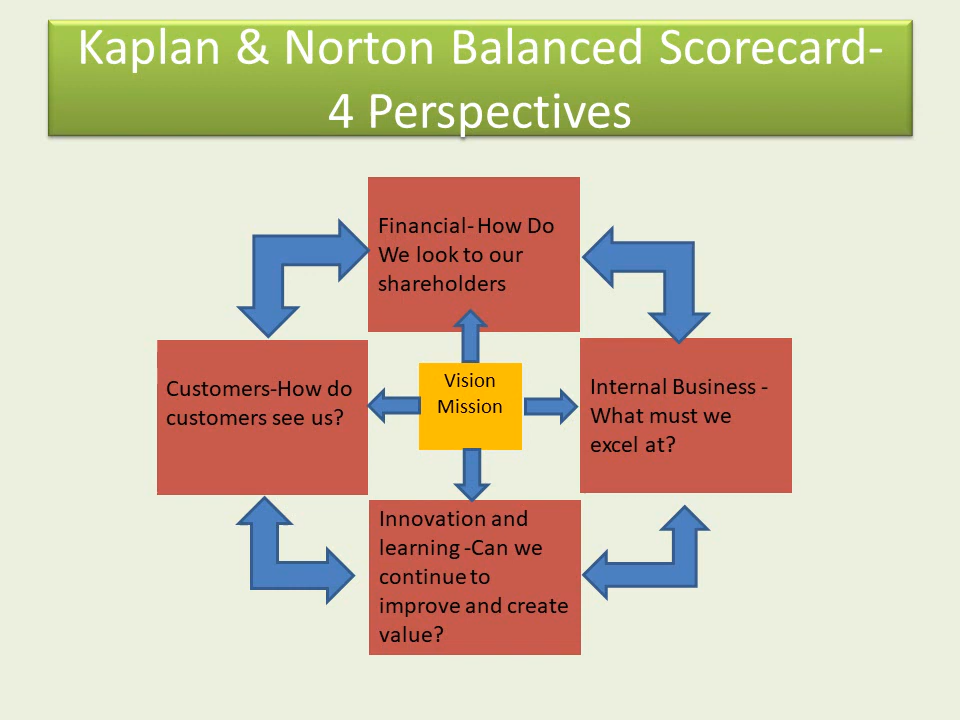 Kaplan & Norton Balanced Scorecard-
4 Perspectives
Financial- How Do
We look to our
shareholders
Customers-How do
customers see us?
Vision
Mission
Internal Business -
What must we
excel at?
Innovation and
learning -Can we
continue to
improve and create
value?